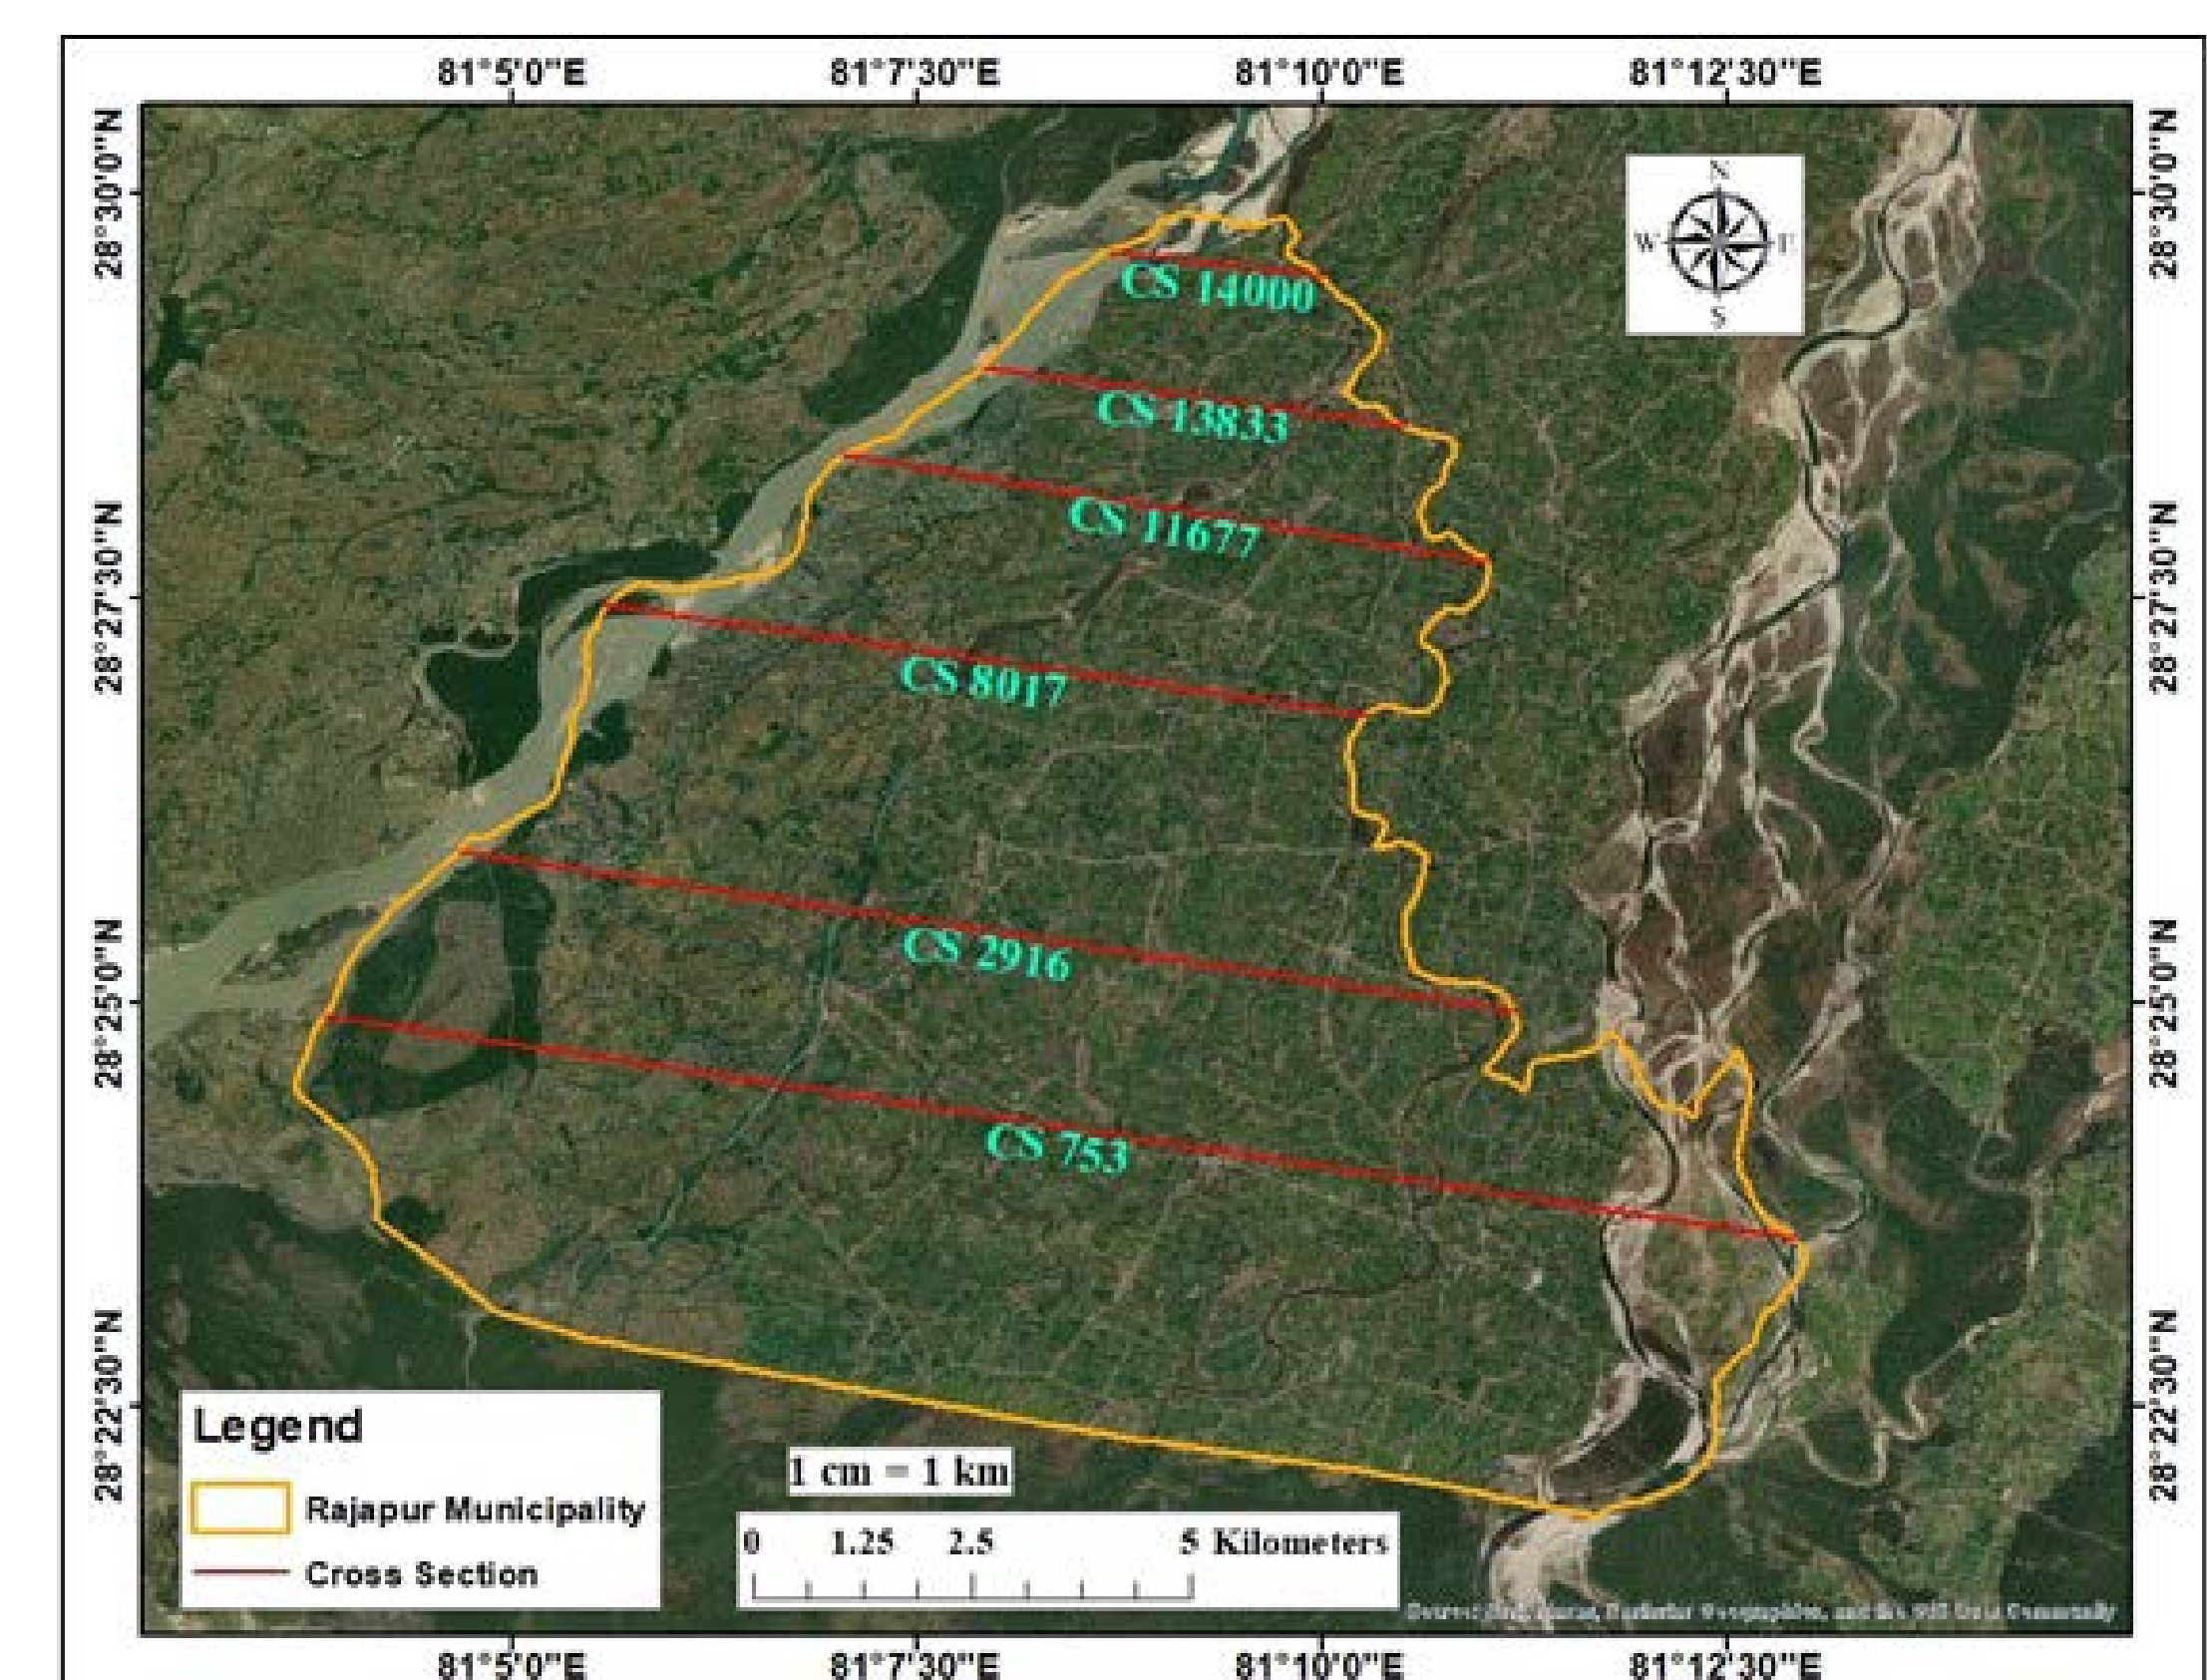 81°5'0"E 81°7'30"E 81°10'0"E 81°12'30"E
28°30'0"N
28°30'0"N
N
W
S
CS 14000
CS 13833
CS 11677
28°27'30"N
28°27'30"N
CS 8017
CS 2916
28°25'0"N
28°25'0"N
CS 753
28°22'30"N
28°22'30"N
Legend
Rajapur Municipality
Cross Section
1 cm = 1 km
0 1.25 2.5 5 Kilometers
81°5'0"E 81°7'30"E 81°10'0"E 81°12'30"E